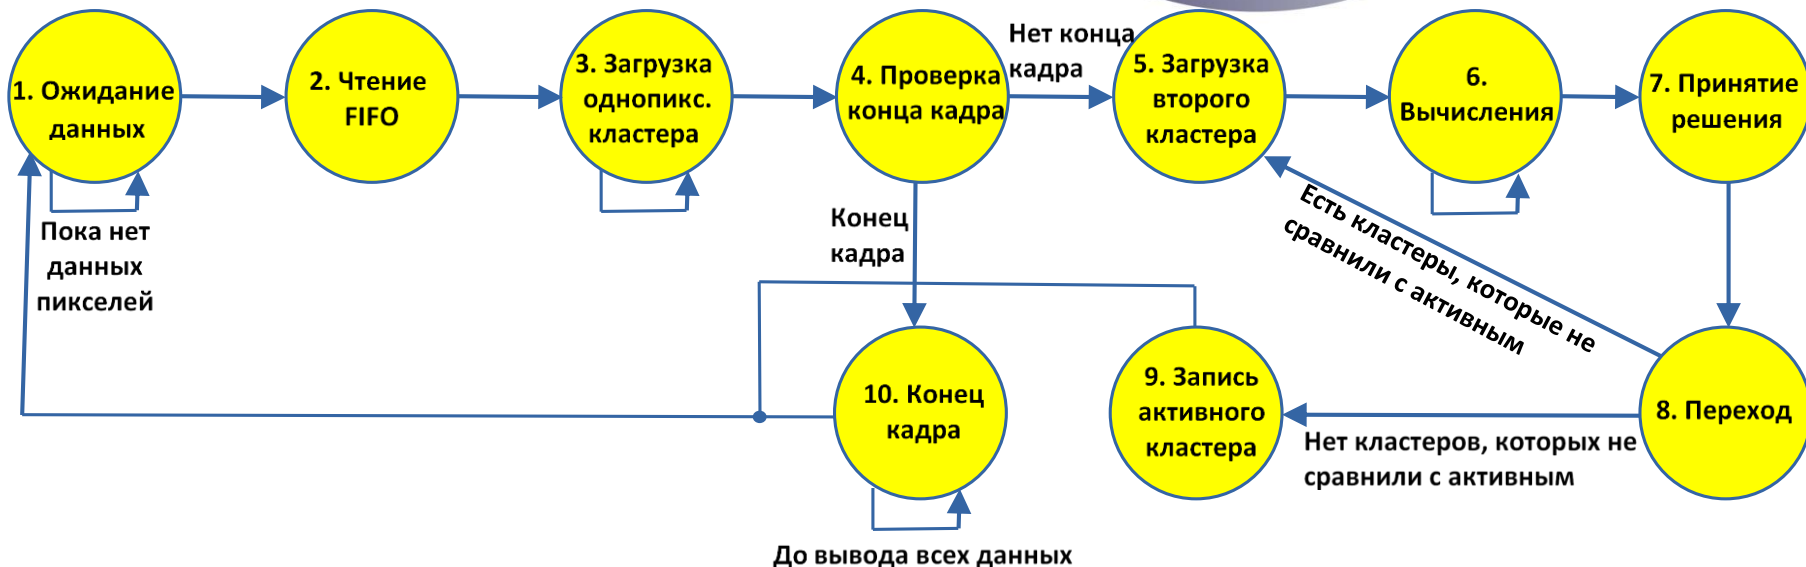 1. Ожидание
данных
2. Чтение
FIFO
3. Загрузка
однопикс.
кластера
4. Проверка
конца кадра
Нет конца
кадра
5. Загрузка
второго
кластера
6.
Вычисления
7. Принятие
решения
Пока нет
данных
пикселей
Конец
кадра
Есть кластеры, которые не
сравнили с активным
10. Конец
кадра
9. Запись
активного
кластера
8. Переход
Нет кластеров, которых не
сравнили с активным
До вывода всех данных